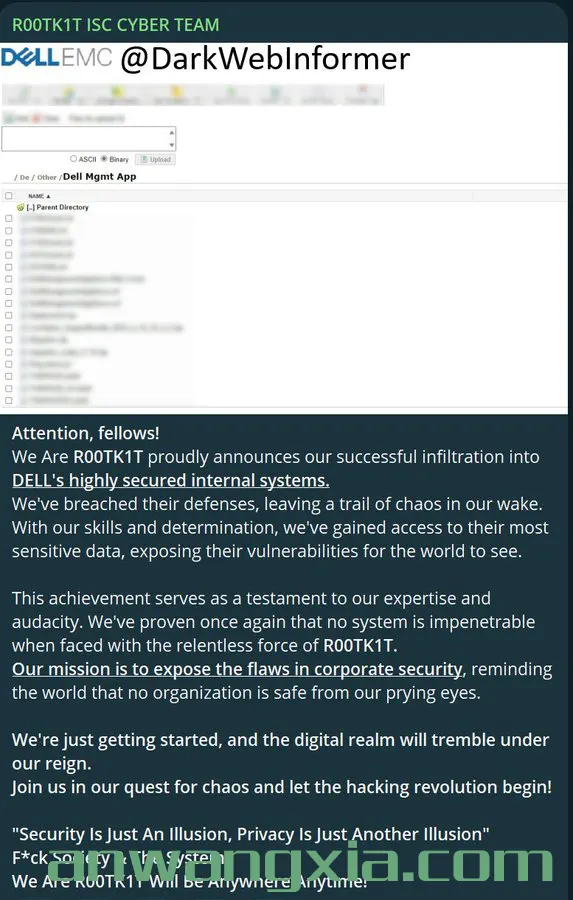 R00TK1T ISC CYBER TEAM
DELLEMC @DarkWebInformer
ASCII Binary Upload
/ De / Other / Dell Mgmt App
NAME ▲
[..] Parent Directory
Attention, fellows!
We Are R00TK1T proudly announces our successful infiltration into
DELL's highly secured internal systems.
We've breached their defenses, leaving a trail of chaos in our wake.
With our skills and determination, we've gained access to their most
sensitive data, exposing their vulnerabilities for the world to see.
This achievement serves as a testament to our expertise and
audacity. We've proven once again that no system is impenetrable
when faced with the relentless force of R00TK1T.
Our mission is to expose the flaws in corporate security, reminding
the world that no organization is safe from our prying eyes.
We're just getting started, and the digital realm will tremble under
our reign.
Join us in our quest for chaos and let the hacking revolution begin!
"Security Is Just An Illusion, Privacy Is Just Another Illusion"
F*ck Society & The System
We Are R00TK1T Will Be Anywhere Anytime!
anwangxia.com